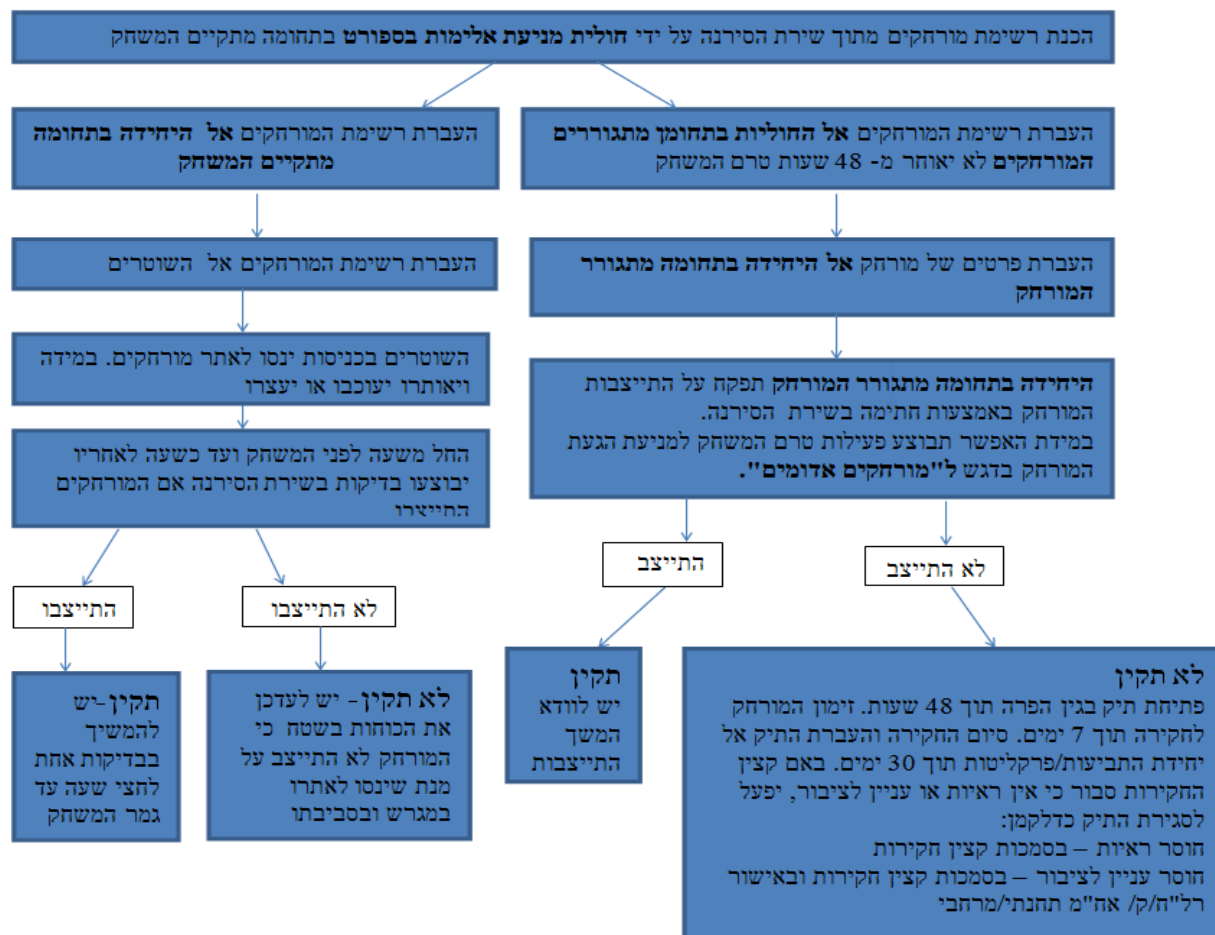 הכנת רשימת מורחקים מתוך שירת הסירנה על ידי חולית מניעת אלימות בספורט בתחומה מתקיים המשחק
העברת רשימת המורחקים אל החוליות בתחומן מתגוררים
המורחקים לא יאוחר מ- 48 שעות טרם המשחק
העברת רשימת המורחקים אל היחידה בתחומה
מתקיים המשחק
העברת פרטים של מורחק אל היחידה בתחומה מתגורר
המורחק
העברת רשימת המורחקים אל השוטרים
היחידה בתחומה מתגורר המורחק תפקח על התייצבות
המורחק באמצעות חתימה בשירת הסירנה.
במידת האפשר תבוצע פעילות טרם המשחק למניעת הגעת
המורחק בדגש ל"מורחקים אדומים".
השוטרים בכניסות ינסו לאתר מורחקים. במידה
ויאותרו יעוכבו או יעצרו
החל משעה לפני המשחק ועד כשעה לאחריו
יבוצעו בדיקות בשירת הסירנה אם המורחקים
לא התייצב
התייצב
לא התייצבו
התייצבו
לא תקין
פתיחת תיק בגין הפרה תוך 48 שעות. זימון המורחק
לחקירה תוך 7 ימים. סיום החקירה והעברת התיק אל
יחידת התביעות/פרקליטות תוך 30 ימים. באם קצין
החקירות סבור כי אין ראיות או עניין לציבור, יפעל
לסגירת התיק כדלקמן:
חוסר ראיות – בסמכות קצין חקירות
חוסר עניין לציבור – בסמכות קצין חקירות ובאישור
רל"ח/ק/ אח"מ תחנתי/מרחבי
תקין
יש לוודא
המשך
התייצבות
לא תקין- יש לעדכן
את הכוחות בשטח כי
המורחק לא התייצב על
מנת שינסו לאתרו
במגרש ובסביבתו
תקין-יש
להמשיך
בבדיקות אחת
לחצי שעה עד
גמר המשחק